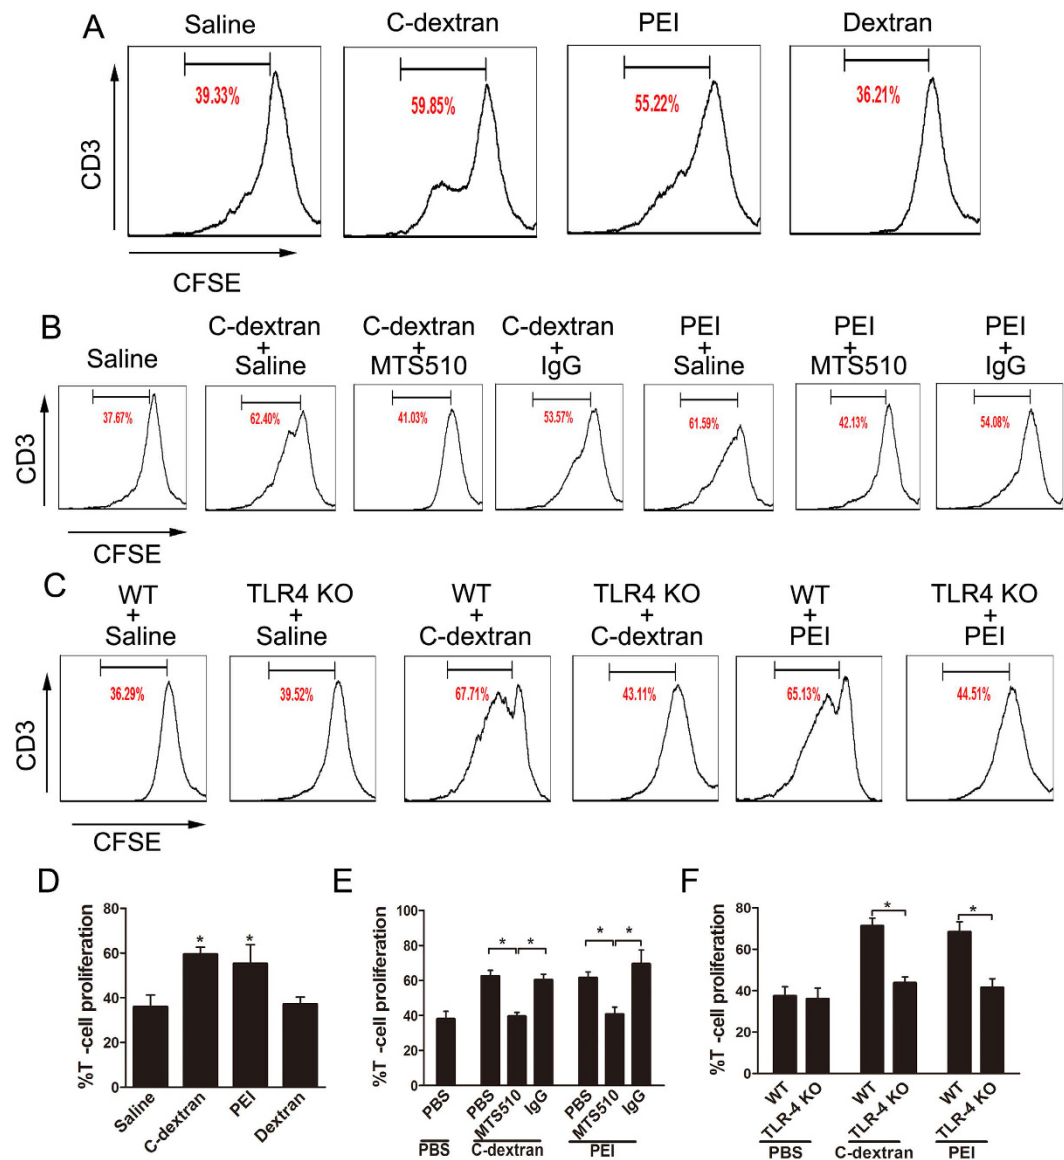 A
Saline
C-dextran
PEI
Dextran
39.33%
59.85%
55.22%
36.21%
CD3
CFSE
B
Saline
C-dextran
+
Saline
C-dextran
+
MTS510
C-dextran
+
IgG
PEI
+
Saline
PEI
+
MTS510
PEI
+
IgG
37.67%
62.40%
41.03%
53.57%
61.59%
42.13%
54.08%
CD3
CFSE
C
WT
+
Saline
TLR4 KO
+
Saline
WT
+
C-dextran
TLR4 KO
+
C-dextran
WT
+
PEI
TLR4 KO
+
PEI
36.29%
39.52%
67.71%
43.11%
65.13%
44.51%
CD3
CFSE
D
%T -cell proliferation
80
60
40
20
0
* *
Saline
C-dextran
PEI
Dextran
E
%T -cell proliferation
100
80
60
40
20
0
* * * *
PBS
PBS
MTS510
IgG
PBS
MTS510
IgG
PBS
C-dextran
PEI
F
%T -cell proliferation
80
60
40
20
0
* *
WT
TLR-4 KO
WT
TLR-4 KO
WT
TLR-4 KO
PBS
C-dextran
PEI